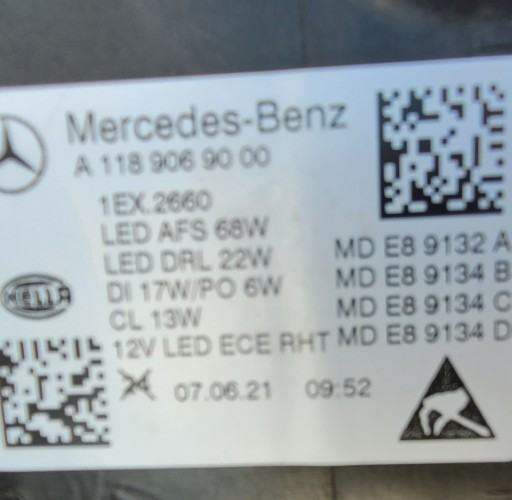 Mercedes-Benz
A 118 906 90 00
1EX.2660
LED AFS 68W
LED DRL 22W
DI 17W/PO 6W
CL 13W
12V LED ECE RHT
MD E8 9132 A
MD E8 9134 B
MD E8 9134 C
MD E8 9134 D
HELLA
24
07.06.21 09:52